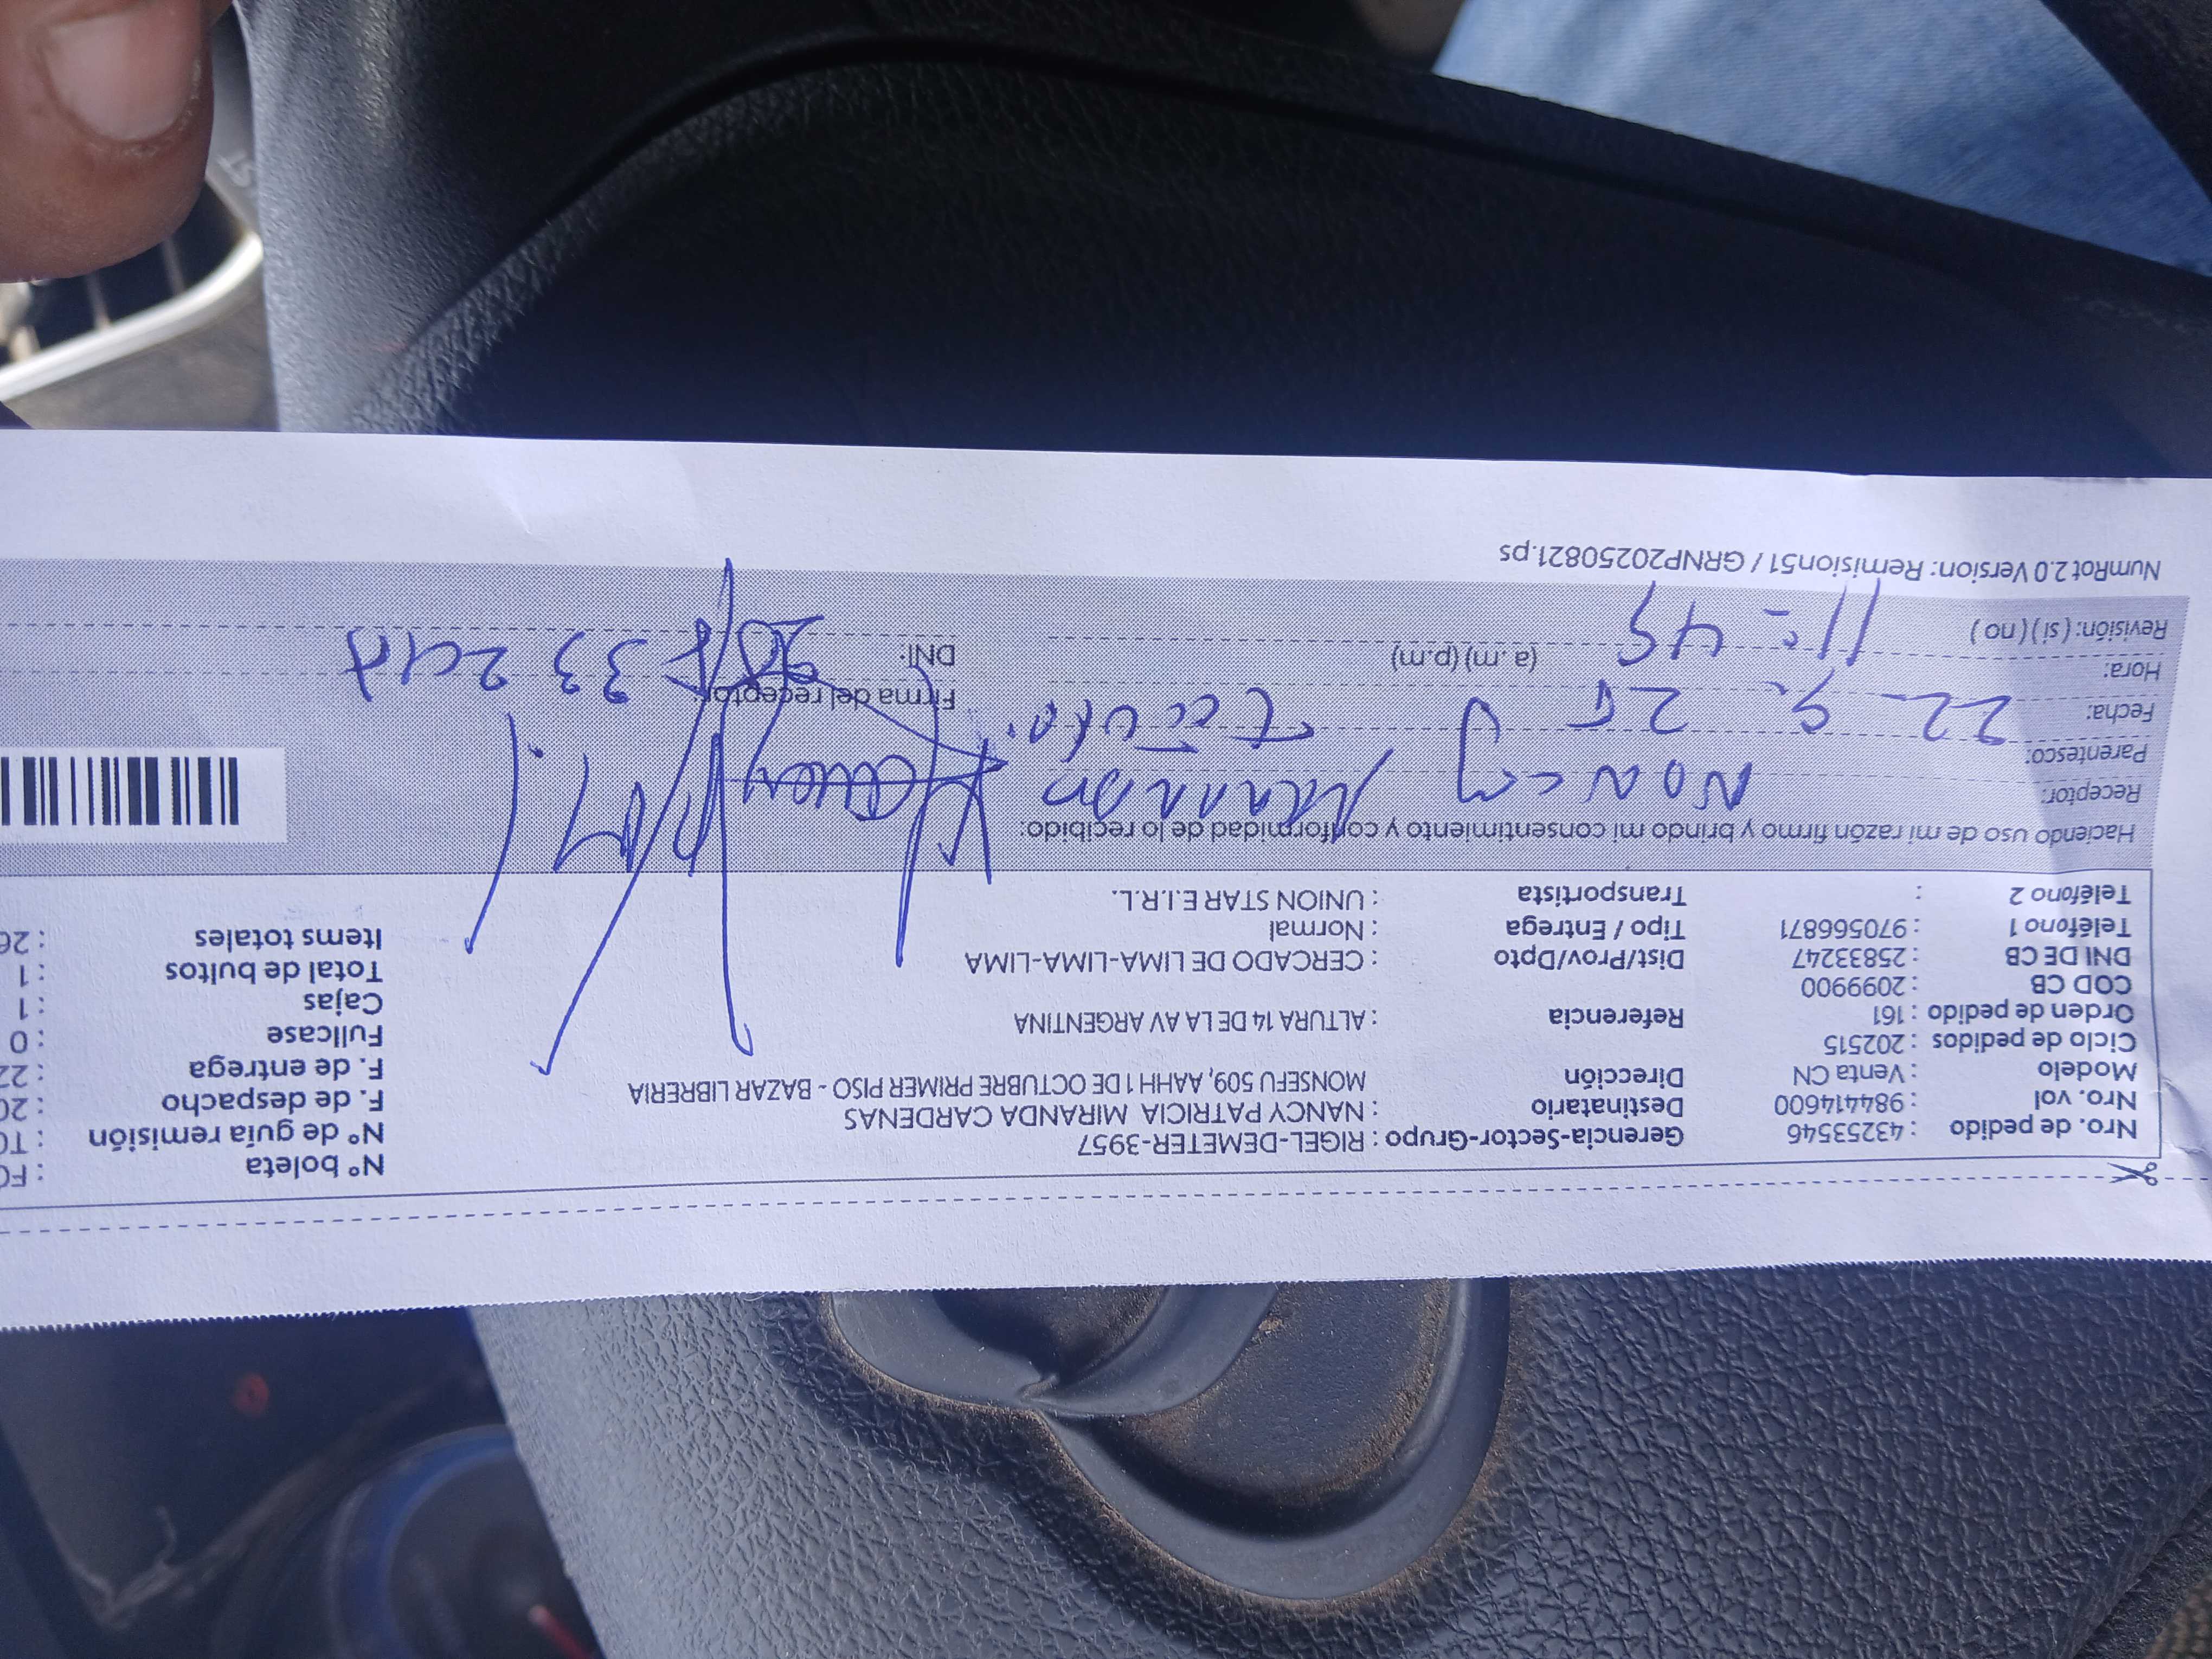 Nro. de pedido : 43253546 Gerencia-Sector-Grupo : RIGEL-DEMETER-3957 N° boleta
Nro. vol. : 984414600 Destinatario : NANCY PATRICIA MIRANDA CARDENAS N° de guía remisión
Modelo : Venta CN Dirección MONSEFU 509, AAHH 1 DE OCTUBRE PRIMER PISO - BAZAR LIBRERIA F. de despacho : 20
Ciclo de pedidos : 202515 F. de entrega : 22
Orden de pedido : 161 Referencia : ALTURA 14 DE LA AV ARGENTINA Fullcase : 0
COD CB : 2099900 Cajas : 1
DNI DE CB : 25833247 Dist/Prov/Dpto : CERCADO DE LIMA-LIMA-LIMA Total de bultos : 1
Teléfono 1 : 970566871 Tipo / Entrega : Normal Items totales : 26
Teléfono 2 : Transportista : UNION STAR E.I.R.L.
Haciendo uso de mi razón firmo y brindo mi consentimiento y conformidad de lo recibido:
Receptor: Nancy Miranda
Parentesco: titular
Fecha: Firma del receptor:
Hora: 11:45 (a.m) (p.m) DNI:
Revisión: ( si ) ( no )
NumRot 2.0 Version: Remision51 / GRNP20250821.ps